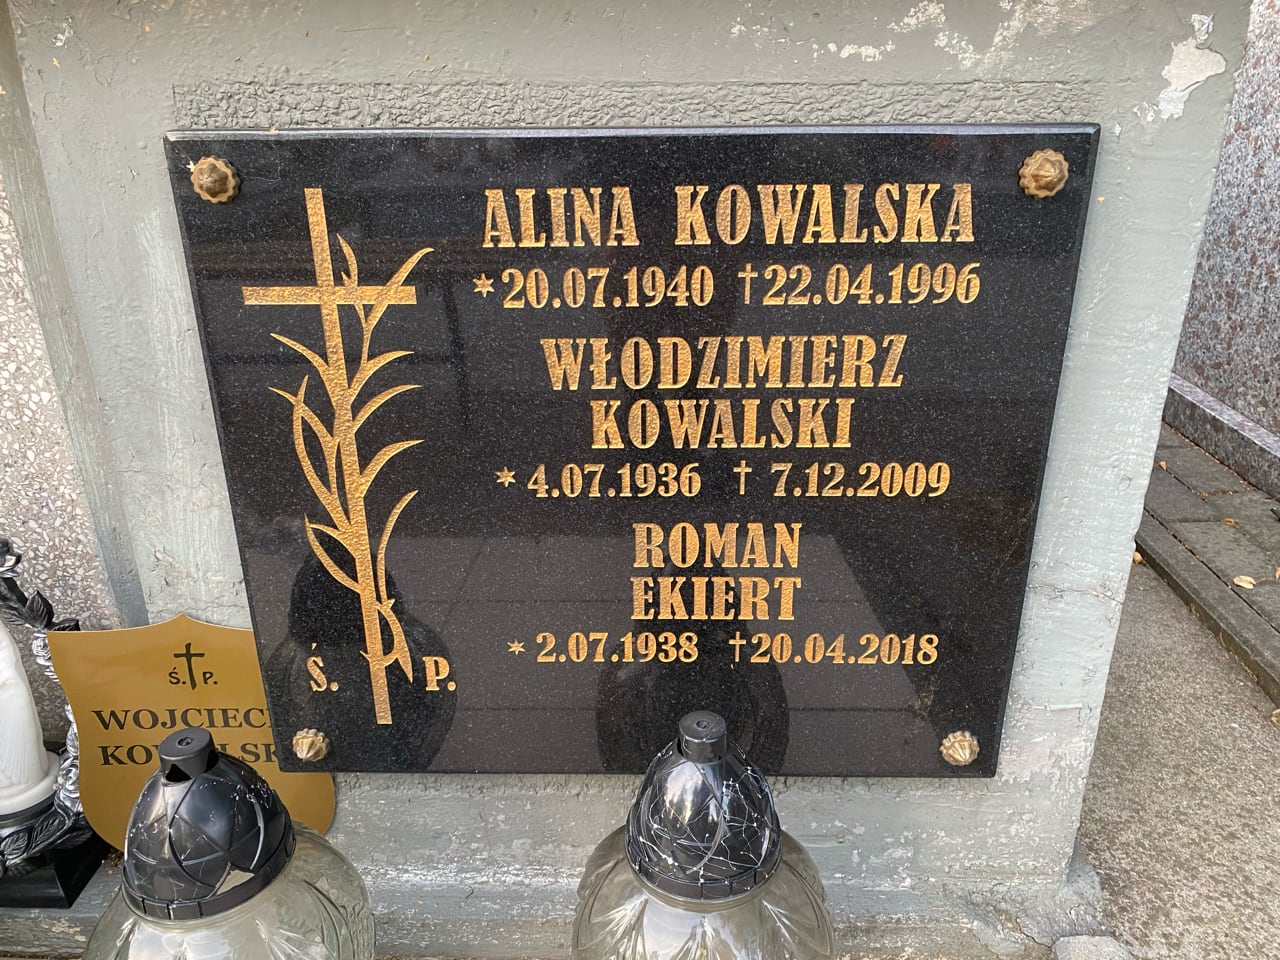 ALINA KOWALSKA
*20.07.1940 †22.04.1996
WŁODZIMIERZ
KOWALSKI
*4.07.1936 † 7.12.2009
ROMAN
EKIERT
*2.07.1938 †20.04.2018
Ś. P.
Ś. P.